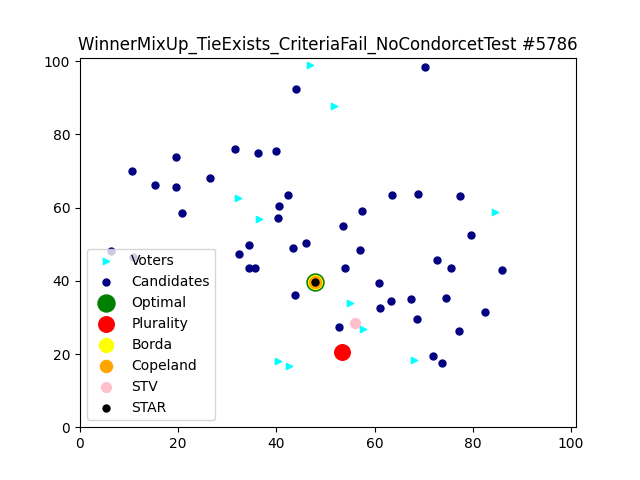 WinnerMixUp_TieExists_CriteriaFail_NoCondorcetTest #5786
100
80
60
40
20
0
Voters
Candidates
Optimal
Plurality
Borda
Copeland
STV
STAR
0 20 40 60 80 100